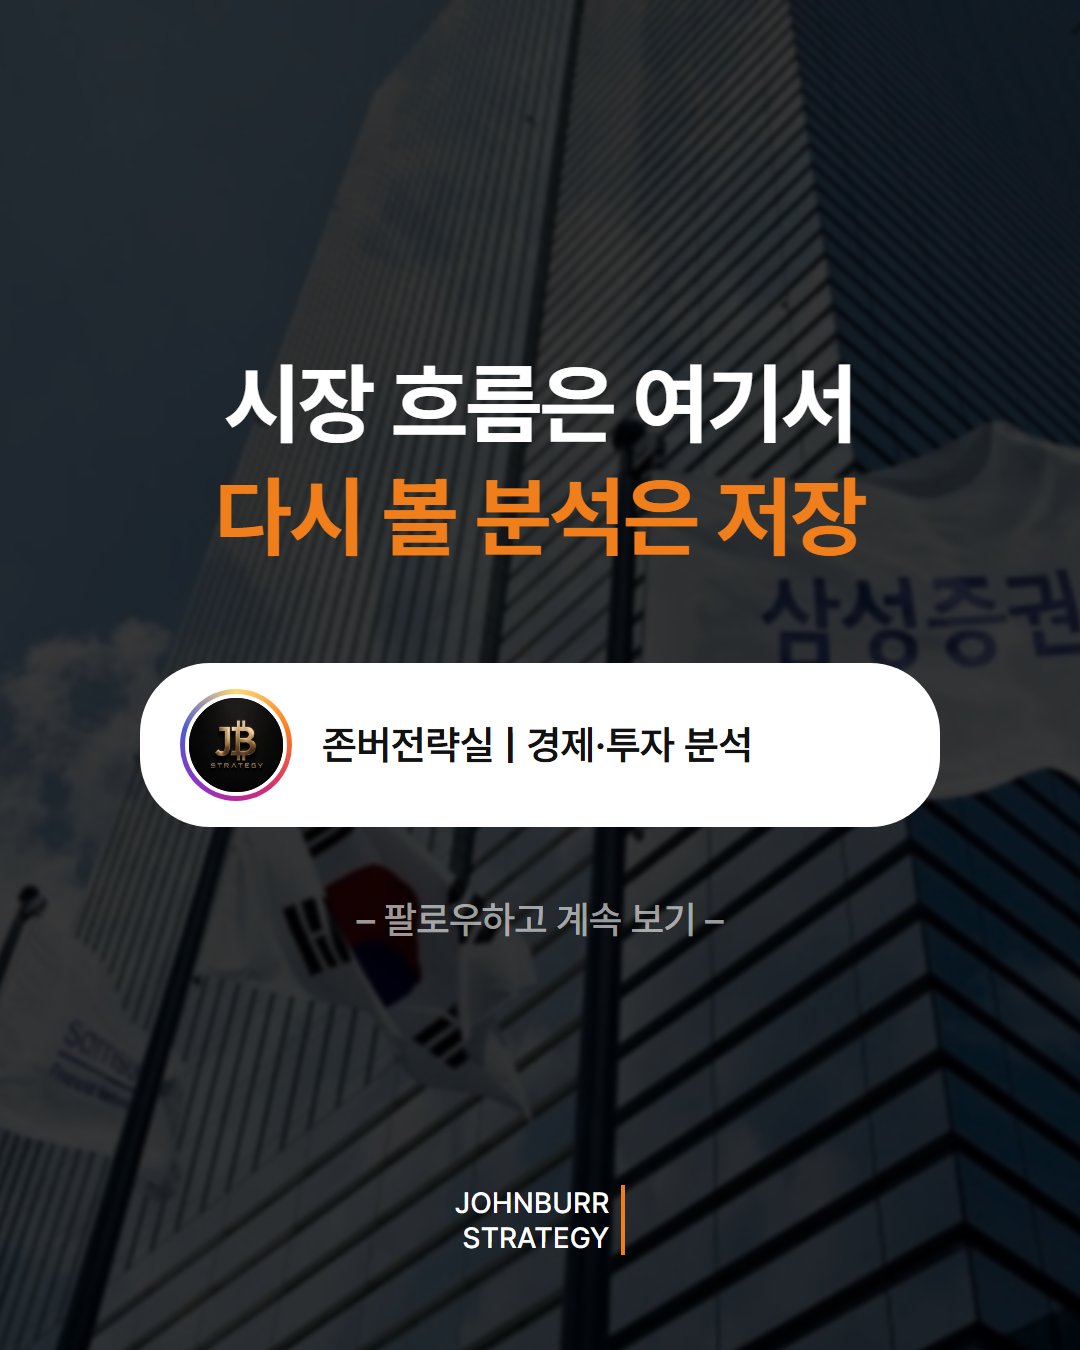 시장 흐름은 여기서
다시 볼 분석은 저장
삼성증권
JB
STRATEGY
존버전략실 | 경제·투자 분석
– 팔로우하고 계속 보기 –
JOHNBURR
STRATEGY